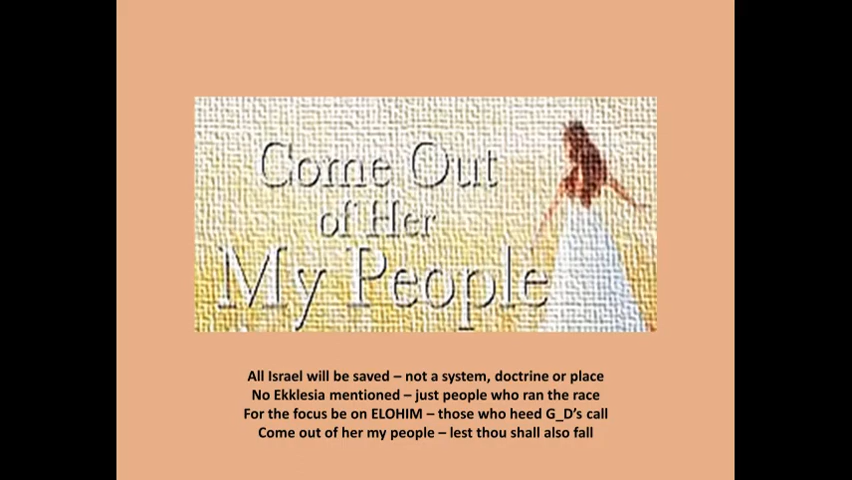 Come Out
of Her
My People
All Israel will be saved – not a system, doctrine or place
No Ekklesia mentioned – just people who ran the race
For the focus be on ELOHIM – those who heed G_D's call
Come out of her my people – lest thou shall also fall